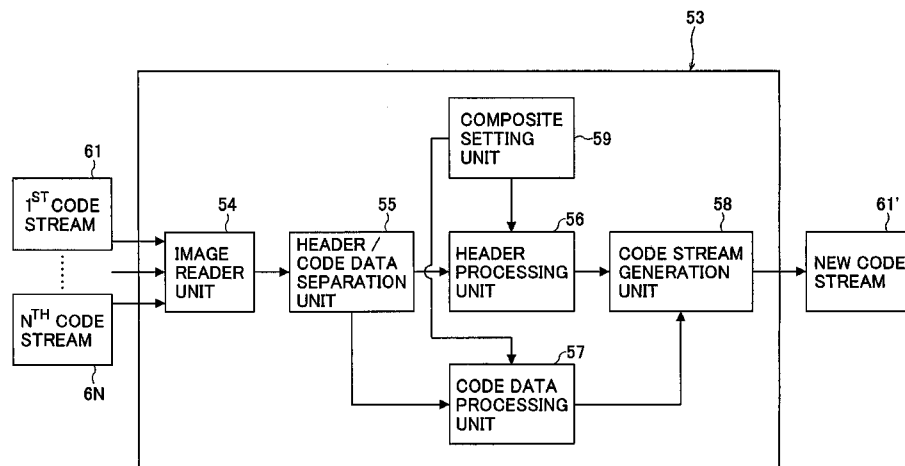 53
COMPOSITE
SETTING
UNIT
59
61
1ST CODE
STREAM
NTH CODE
STREAM
6N
54
IMAGE
READER
UNIT
55
HEADER /
CODE DATA
SEPARATION
UNIT
56
HEADER
PROCESSING
UNIT
57
CODE DATA
PROCESSING
UNIT
58
CODE STREAM
GENERATION
UNIT
61'
NEW CODE
STREAM